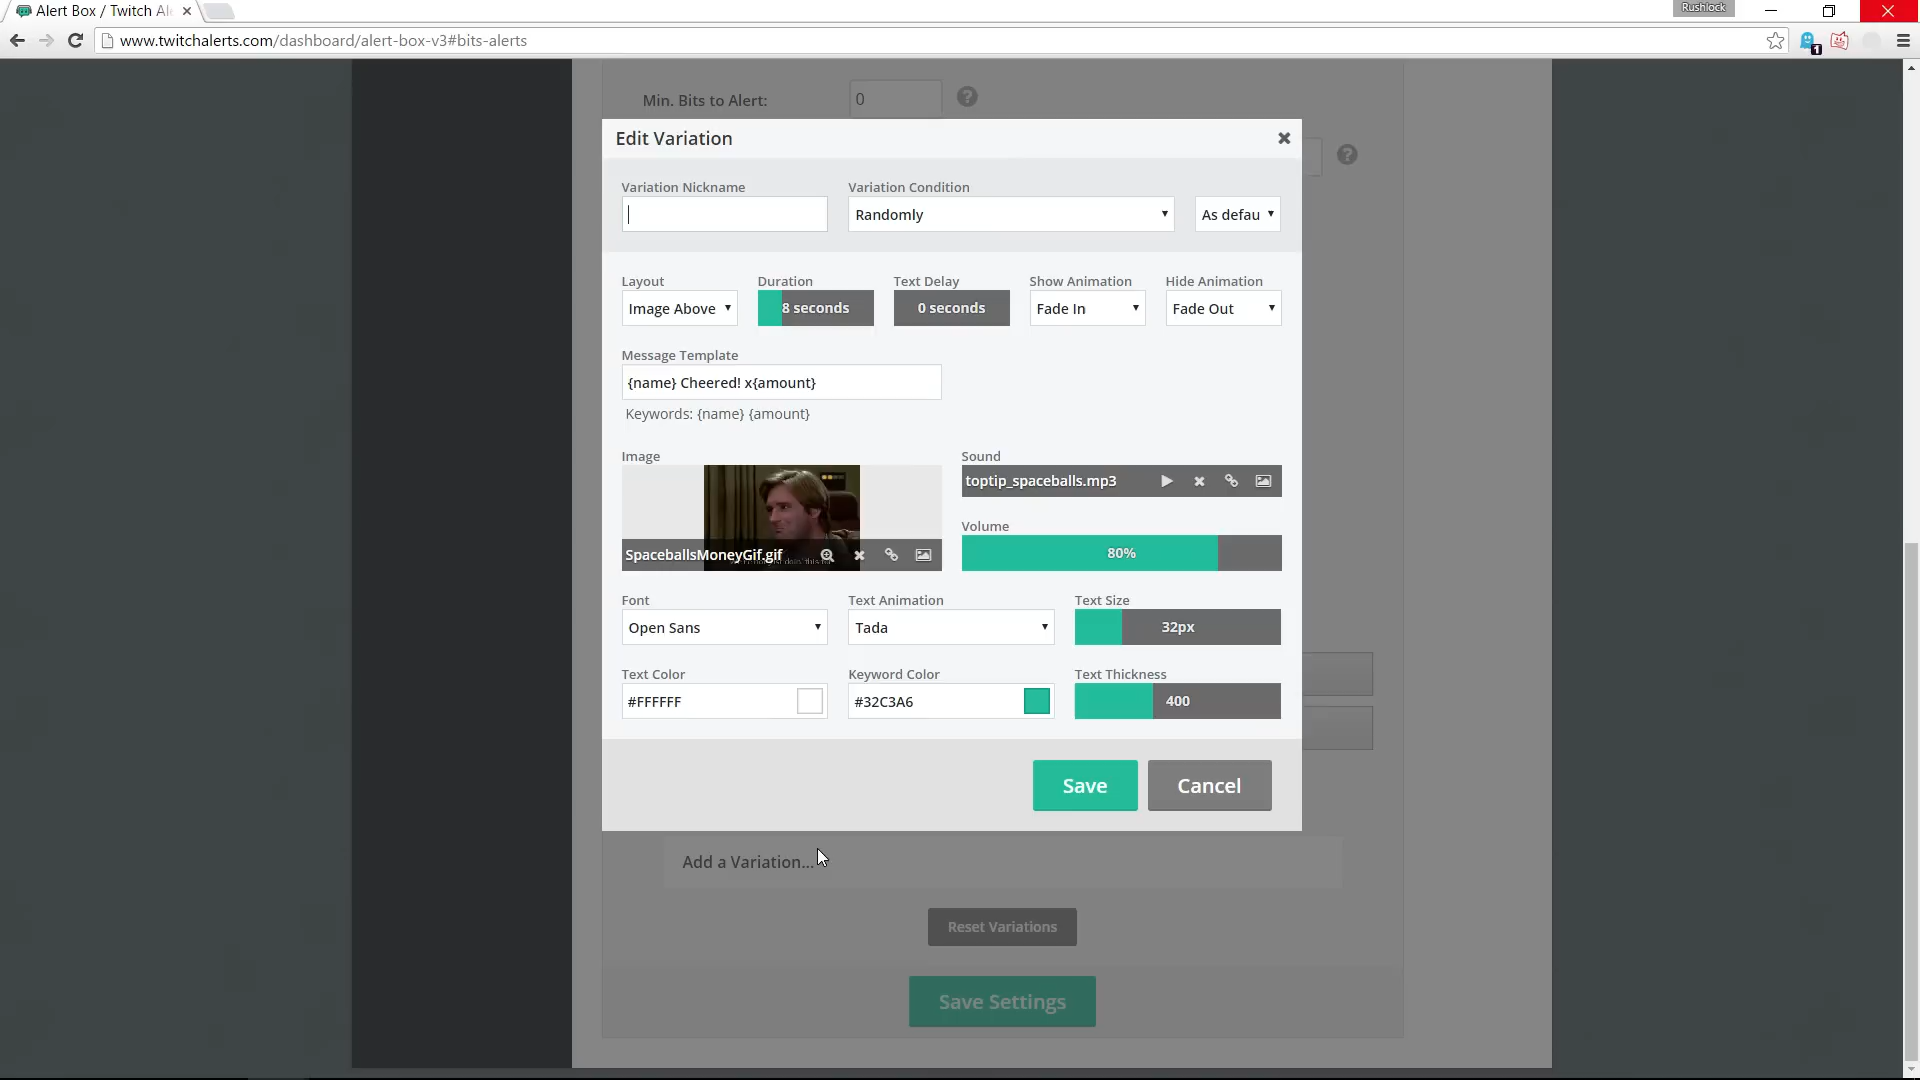 Alert Box / Twitch Al
Rushlock
www.twitchalerts.com/dashboard/alert-box-v3#bits-alerts
1
Min. Bits to Alert:
0
?
Edit Variation
?
Variation Nickname
Variation Condition
Randomly
As defau
Layout
Duration
Text Delay
Show Animation
Hide Animation
Image Above
8 seconds
0 seconds
Fade In
Fade Out
Message Template
{name} Cheered! x{amount}
Keywords: {name} {amount}
Image
Sound
toptip_spaceballs.mp3
Volume
80%
SpaceballsMoneyGif.gif
Font
Text Animation
Text Size
Open Sans
Tada
32px
Text Color
Keyword Color
Text Thickness
#FFFFFF
#32C3A6
400
Save
Cancel
Add a Variation...
Reset Variations
Save Settings